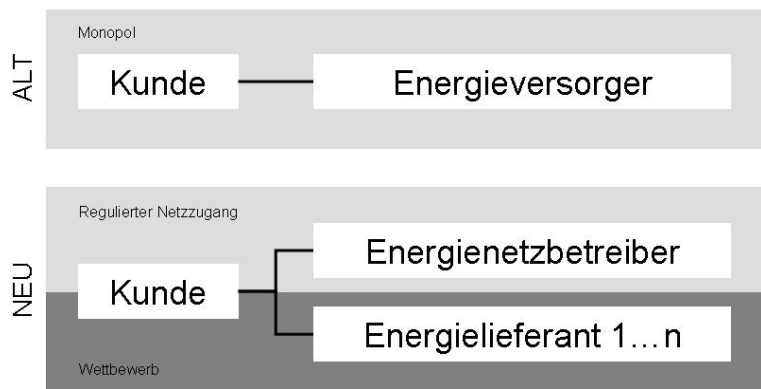 ALT
Monopol
Kunde
Energieversorger
NEU
Regulierter Netzzugang
Energienetzbetreiber
Kunde
Energielieferant 1...n
Wettbewerb